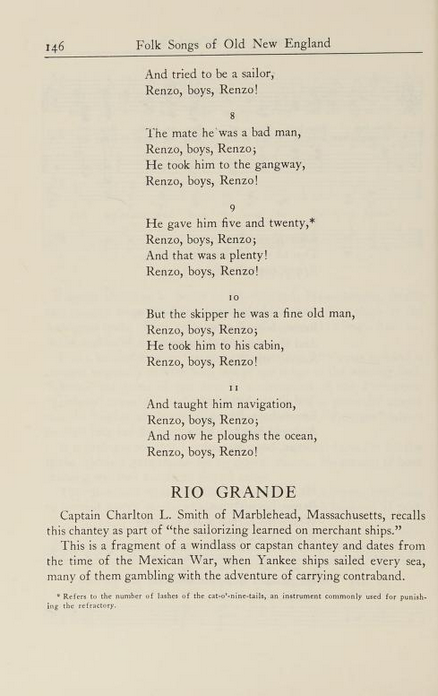 146 Folk Songs of Old New England
And tried to be a sailor,
Renzo, boys, Renzo!
8
The mate he was a bad man,
Renzo, boys, Renzo;
He took him to the gangway,
Renzo, boys, Renzo!
9
He gave him five and twenty,*
Renzo, boys, Renzo;
And that was a plenty!
Renzo, boys, Renzo!
10
But the skipper he was a fine old man,
Renzo, boys, Renzo;
He took him to his cabin,
Renzo, boys, Renzo!
11
And taught him navigation,
Renzo, boys, Renzo;
And now he ploughs the ocean,
Renzo, boys, Renzo!
RIO GRANDE
Captain Charlton L. Smith of Marblehead, Massachusetts, recalls
this chantey as part of “the sailorizing learned on merchant ships.”
This is a fragment of a windlass or capstan chantey and dates from
the time of the Mexican War, when Yankee ships sailed every sea,
many of them gambling with the adventure of carrying contraband.
* Refers to the number of lashes of the cat-o'-nine-tails, an instrument commonly used for punish-
ing the refractory.